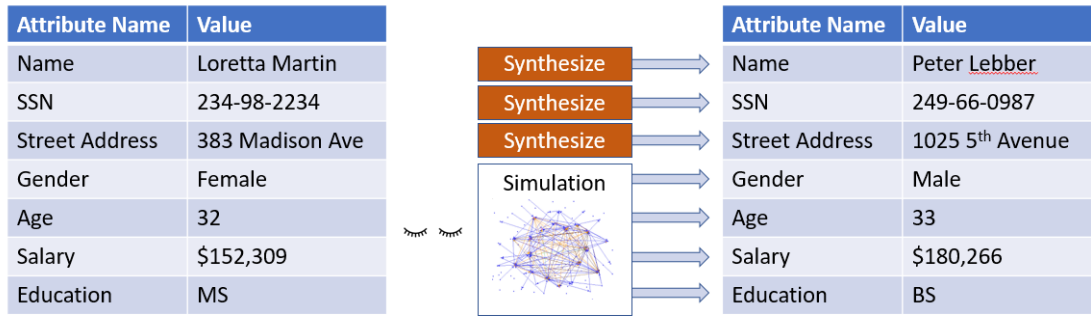 Attribute Name Value
Name Loretta Martin
SSN 234-98-2234
Street Address 383 Madison Ave
Gender Female
Age 32
Salary $152,309
Education MS
Synthesize
Synthesize
Synthesize
Simulation
Attribute Name Value
Name Peter Lebber
SSN 249-66-0987
Street Address 1025 5th Avenue
Gender Male
Age 33
Salary $180,266
Education BS